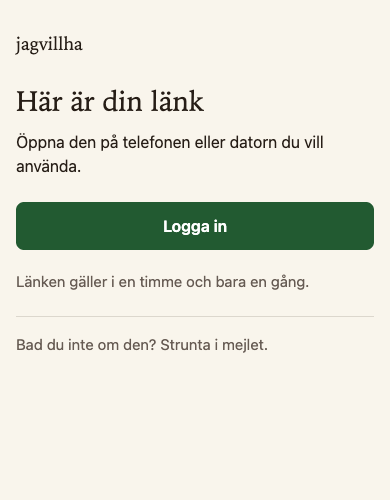 jagvillha
Här är din länk
Öppna den på telefonen eller datorn du vill
använda.
Logga in
Länken gäller i en timme och bara en gång.
Bad du inte om den? Strunta i mejlet.